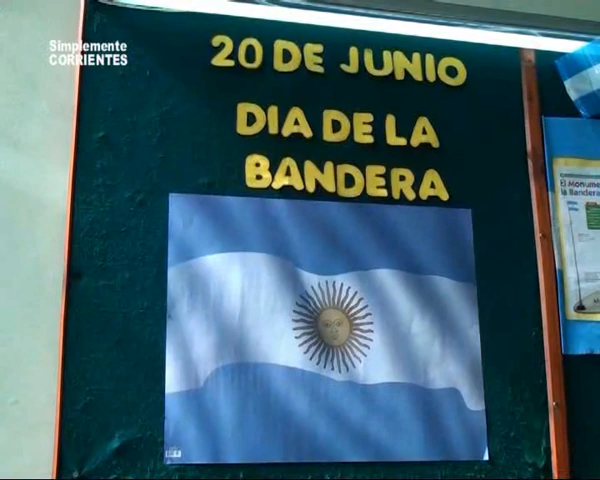 Simplemente
CORRIENTES
20 DE JUNIO
DIA DE LA
BANDERA
El Monume
la Bandera